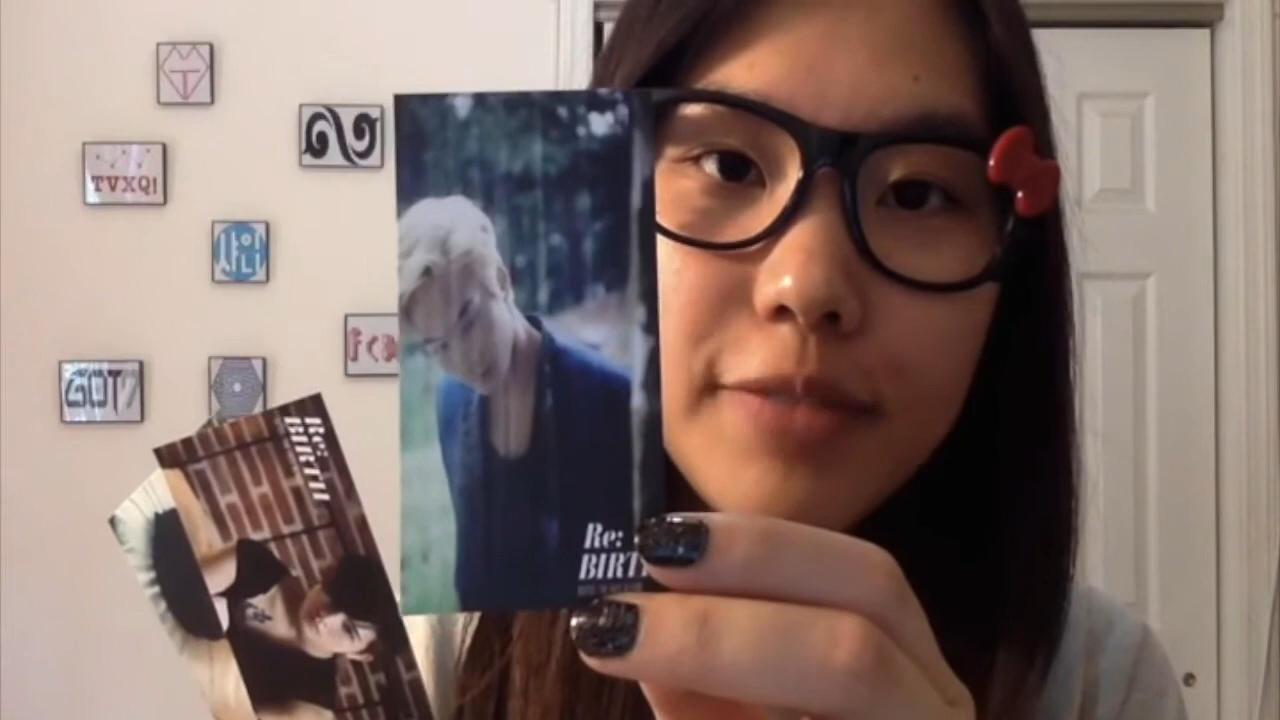 TVXQ!
샤이니
GOT7
Re:
BIRTH
Re:
BIRT